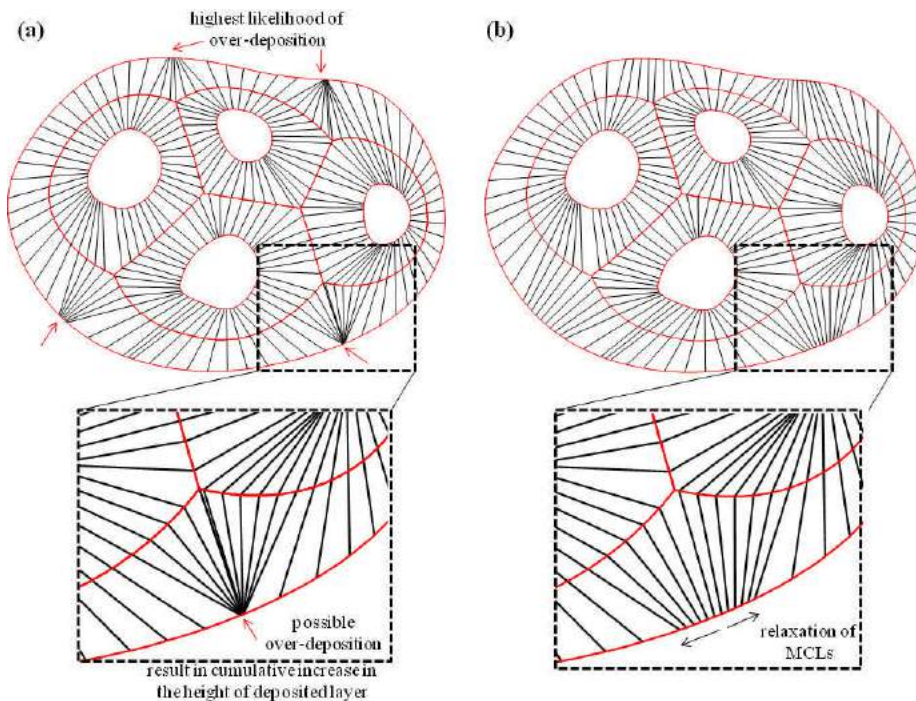 (a)
highest likelihood of
over-deposition
(b)
possible
over-deposition
result in cumulative increase in
the height of deposited layer
relaxation of
MCLs